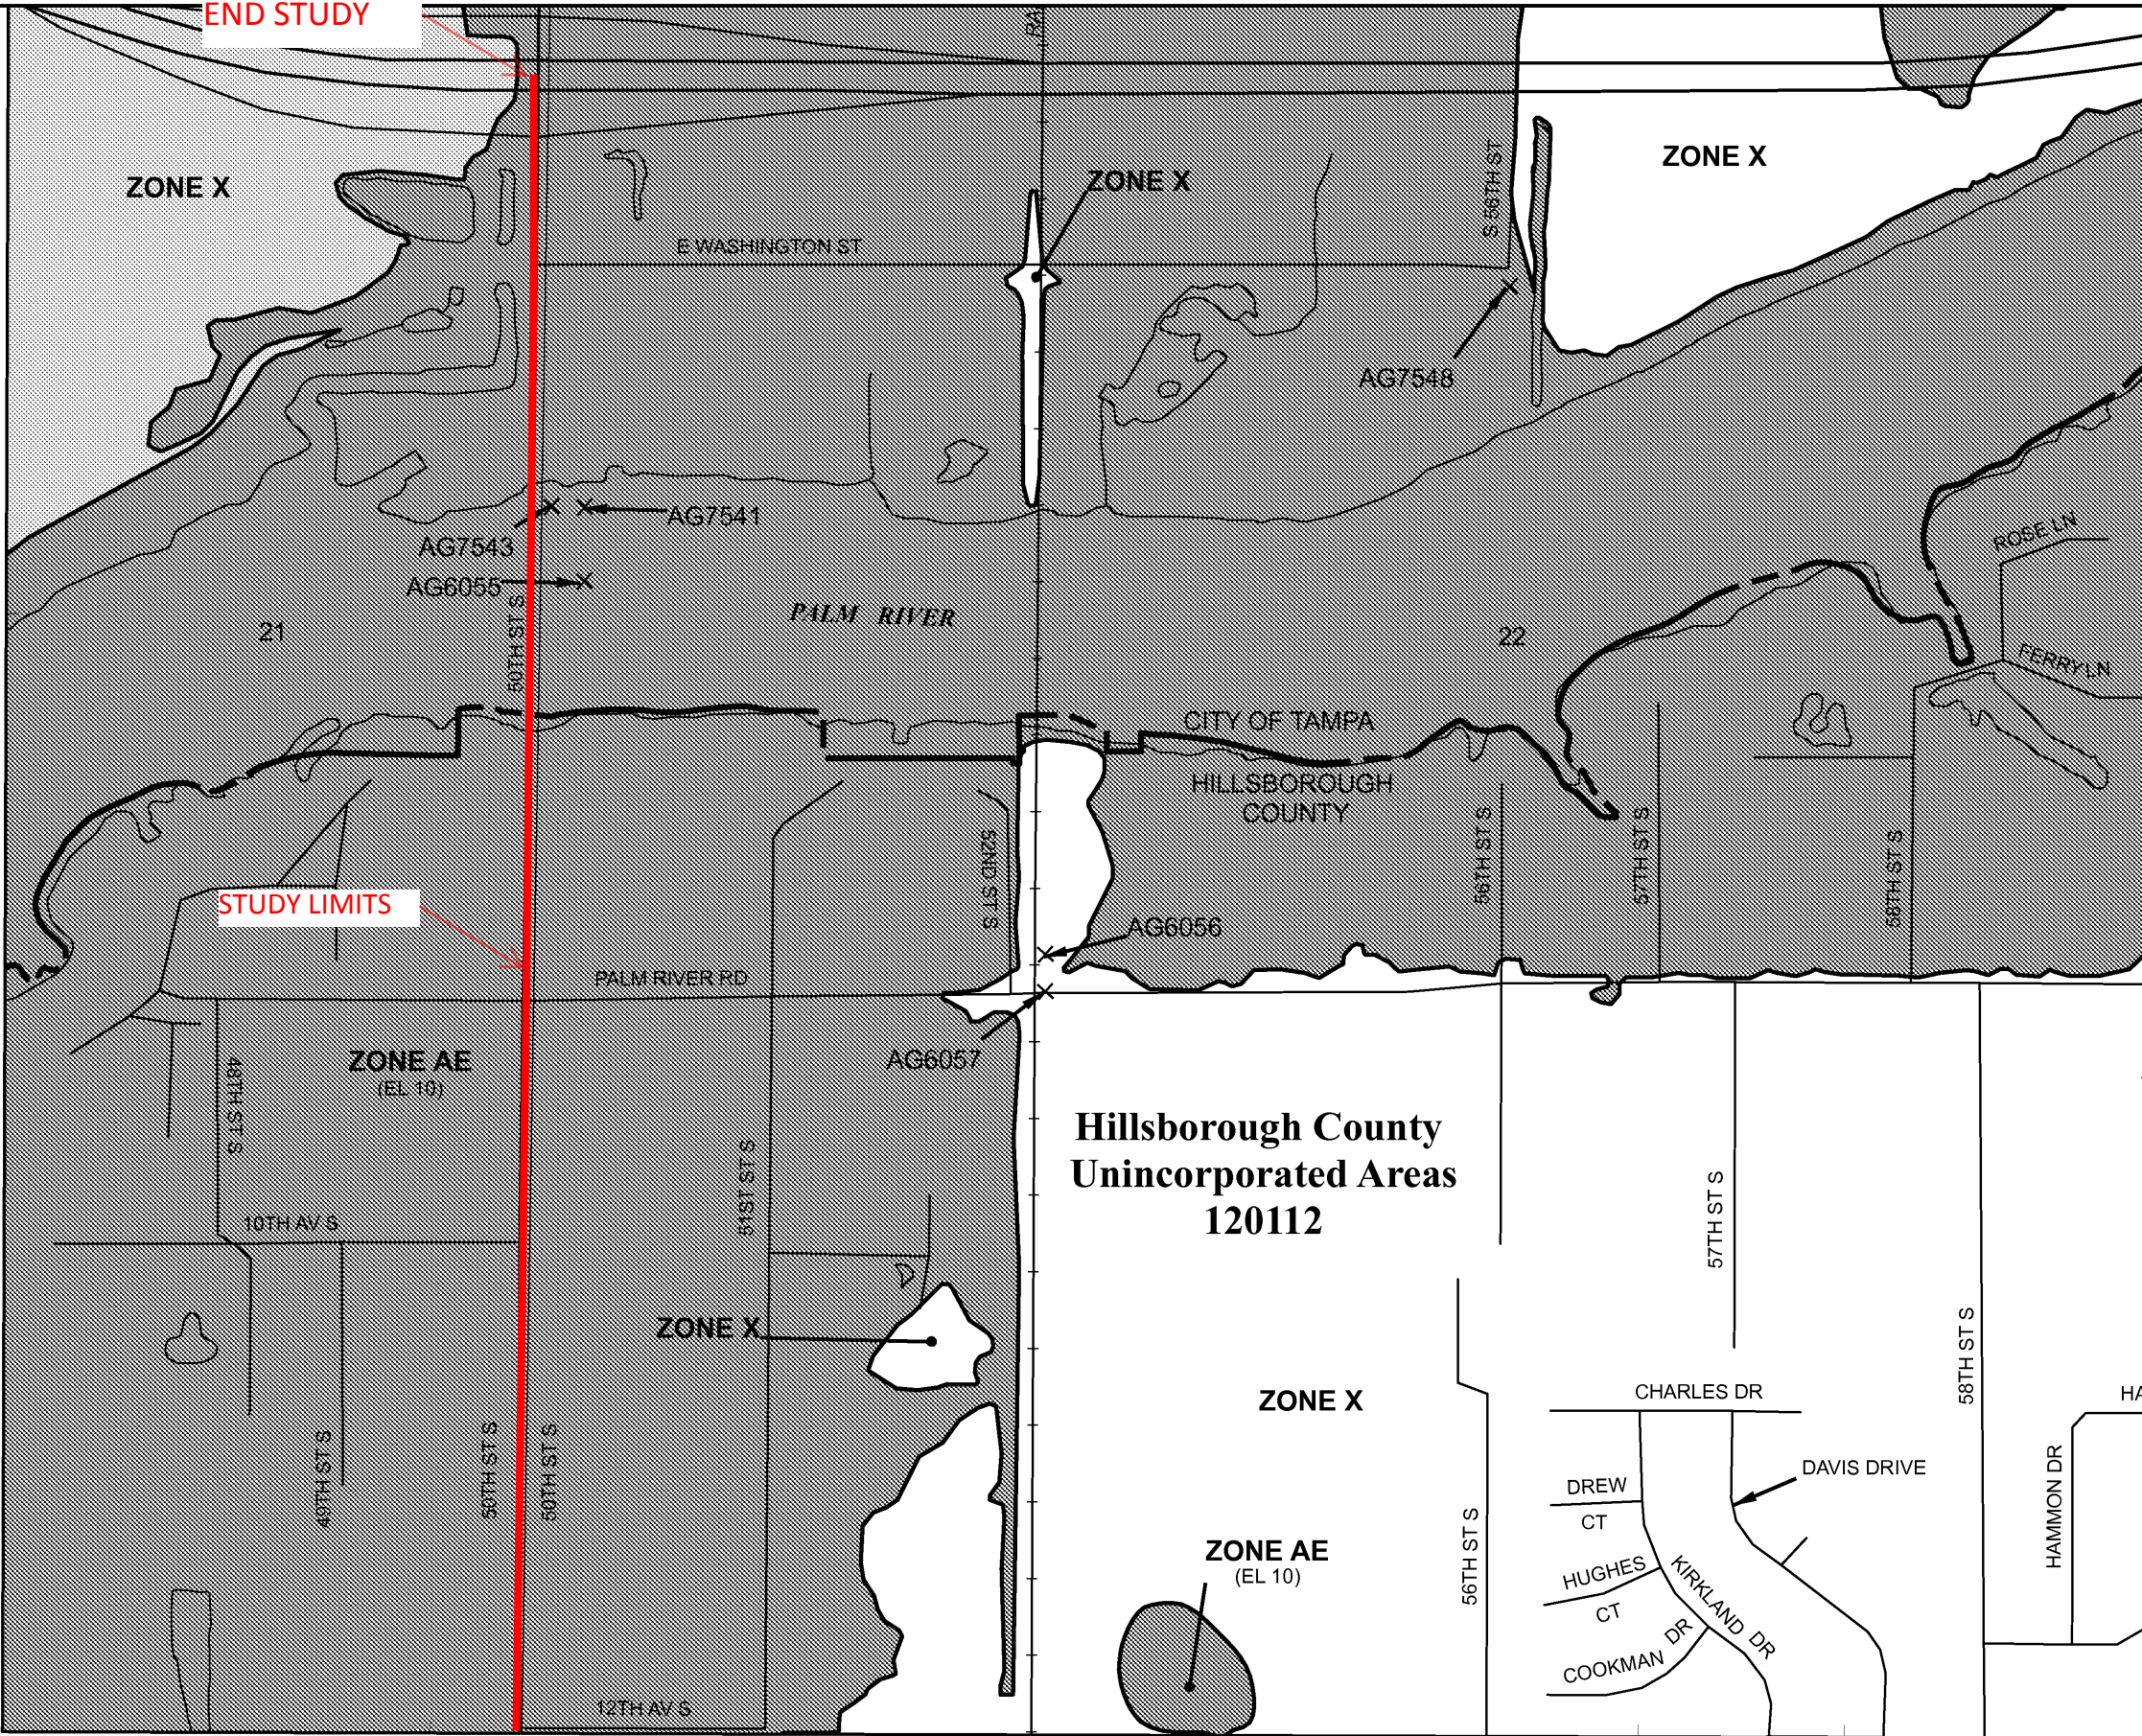 END STUDY
RA
ZONE X
ZONE X
ZONE X
S 56TH ST
E WASHINGTON ST
AG7548
AG7541
AG7543
AG6055
50TH ST S
PALM RIVER
21
22
ROSE LN
FERRY LN
CITY OF TAMPA
HILLSBOROUGH
COUNTY
52ND ST S
56TH ST S
57TH ST S
58TH ST S
STUDY LIMITS
AG6056
PALM RIVER RD
AG6057
ZONE AE
(EL 10)
48TH ST S
51ST ST S
10TH AV S
Hillsborough County
Unincorporated Areas
120112
57TH ST S
58TH ST S
ZONE X
ZONE X
CHARLES DR
HA
49TH ST S
50TH ST S
50TH ST S
DAVIS DRIVE
DREW
CT
HUGHES
CT
KIRKLAND DR
COOKMAN DR
56TH ST S
HAMMON DR
ZONE AE
(EL 10)
12TH AV S